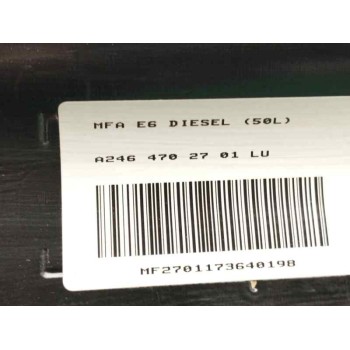 MFA E6 DIESEL (50L)
A246 470 27 01 LU
MF2701173640198